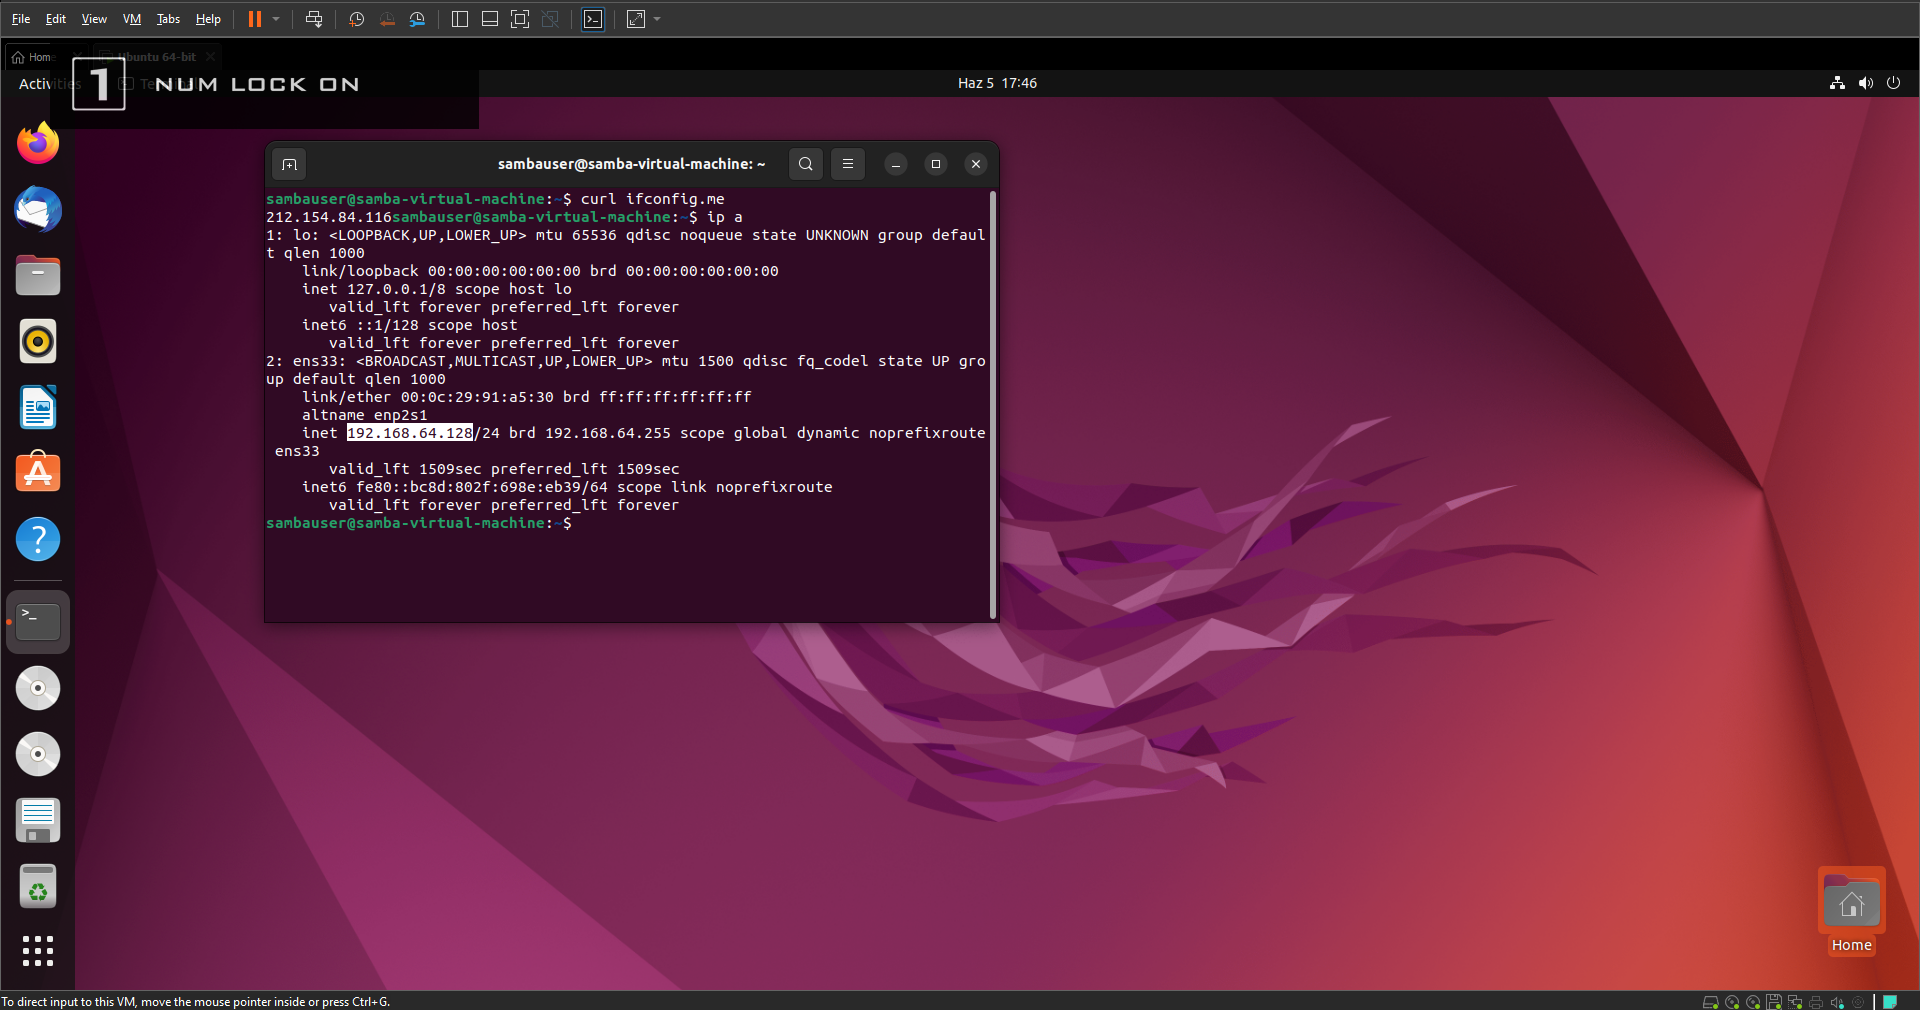 File Edit View VM Tabs Help
Home Ubuntu 64-bit
Activities Terminal Haz 5 17:46
1 NUM LOCK ON
sambauser@samba-virtual-machine: ~
sambauser@samba-virtual-machine:~$ curl ifconfig.me
212.154.84.116sambauser@samba-virtual-machine:~$ ip a
1: lo: <LOOPBACK,UP,LOWER_UP> mtu 65536 qdisc noqueue state UNKNOWN group defaul
t qlen 1000
link/loopback 00:00:00:00:00:00 brd 00:00:00:00:00:00
inet 127.0.0.1/8 scope host lo
valid_lft forever preferred_lft forever
inet6 ::1/128 scope host
valid_lft forever preferred_lft forever
2: ens33: <BROADCAST,MULTICAST,UP,LOWER_UP> mtu 1500 qdisc fq_codel state UP gro
up default qlen 1000
link/ether 00:0c:29:91:a5:30 brd ff:ff:ff:ff:ff:ff
altname enp2s1
inet 192.168.64.128/24 brd 192.168.64.255 scope global dynamic noprefixroute
ens33
valid_lft 1509sec preferred_lft 1509sec
inet6 fe80::bc8d:802f:698e:eb39/64 scope link noprefixroute
valid_lft forever preferred_lft forever
sambauser@samba-virtual-machine:~$
Home
To direct input to this VM, move the mouse pointer inside or press Ctrl+G.